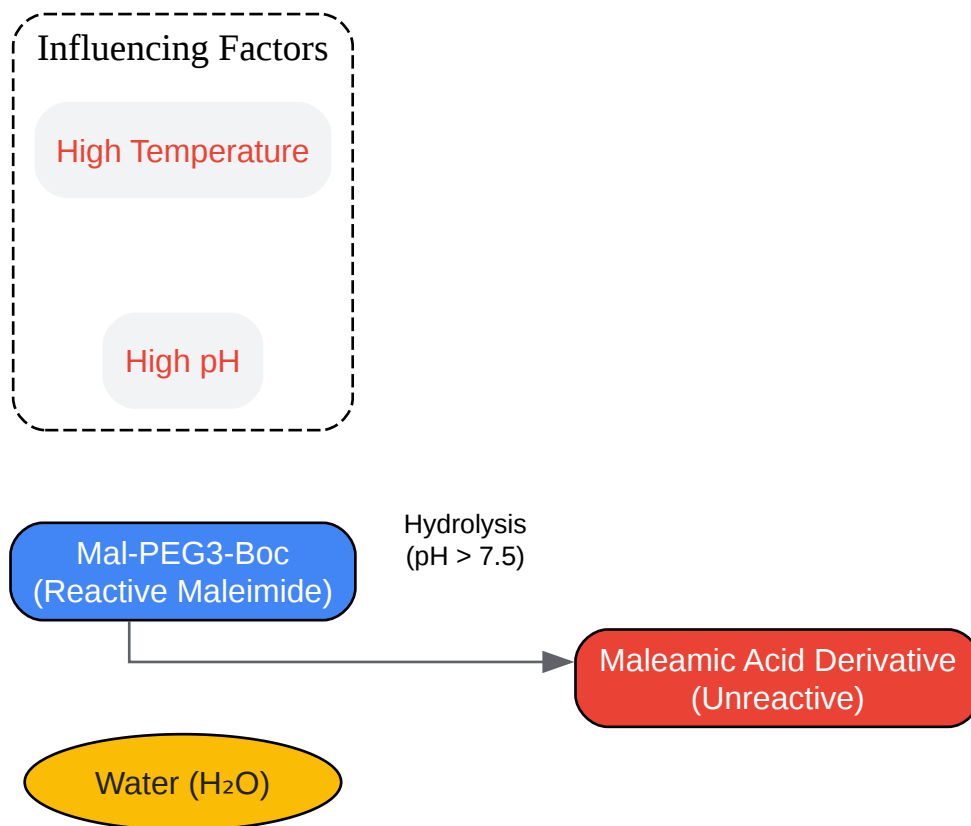 Influencing Factors
High Temperature
High pH
Mal-PEG3-Boc
(Reactive Maleimide)
Hydrolysis
(pH > 7.5)
Maleamic Acid Derivative
(Unreactive)
Water (H₂O)